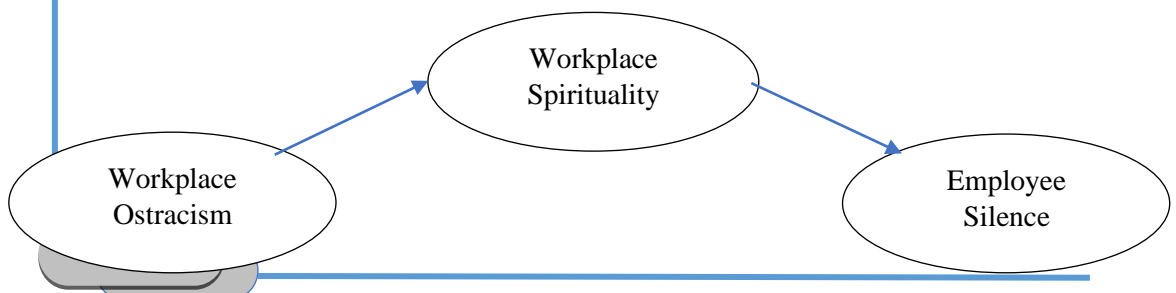 Workplace
Spirituality
Workplace
Ostracism
Employee
Silence